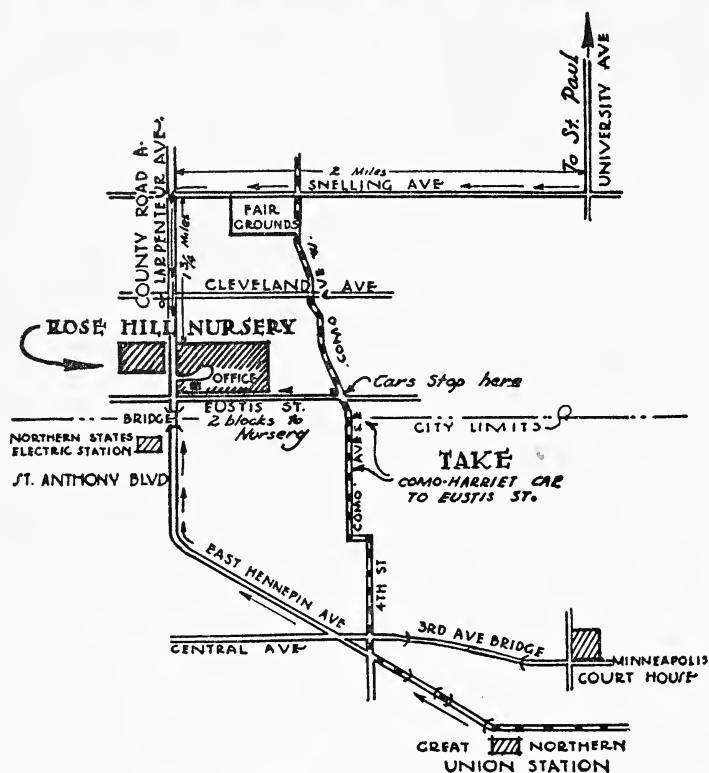 To St. Paul
UNIVERSITY AVE
COUNTY ROAD A.
or LARPENTEUR AVE.
2 Miles
SNELLING AVE
FAIR
GROUNDS
1 3/4 Miles
CLEVELAND AVE
COMO AVE W.
ROSE HILL NURSERY
OFFICE
Cars Stop here
EUSTIS ST.
2 blocks to
Nursery
BRIDGE
CITY LIMITS
NORTHERN STATES
ELECTRIC STATION
ST. ANTHONY BLVD
COMO AVE S.E
TAKE
COMO-HARRIET CAR
TO EUSTIS ST.
EAST HENNEPIN AVE
4TH ST
3RD AVE BRIDGE
CENTRAL AVE
MINNEAPOLIS
COURT HOUSE
GREAT NORTHERN
UNION STATION